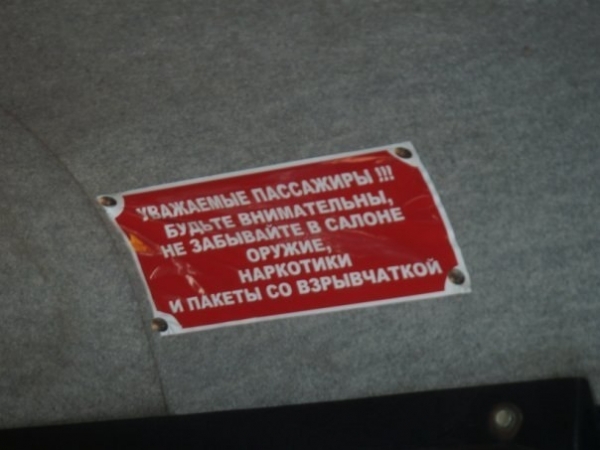 УВАЖАЕМЫЕ ПАССАЖИРЫ !!!
БУДЬТЕ ВНИМАТЕЛЬНЫ,
НЕ ЗАБЫВАЙТЕ В САЛОНЕ
ОРУЖИЕ,
НАРКОТИКИ
И ПАКЕТЫ СО ВЗРЫВЧАТКОЙ